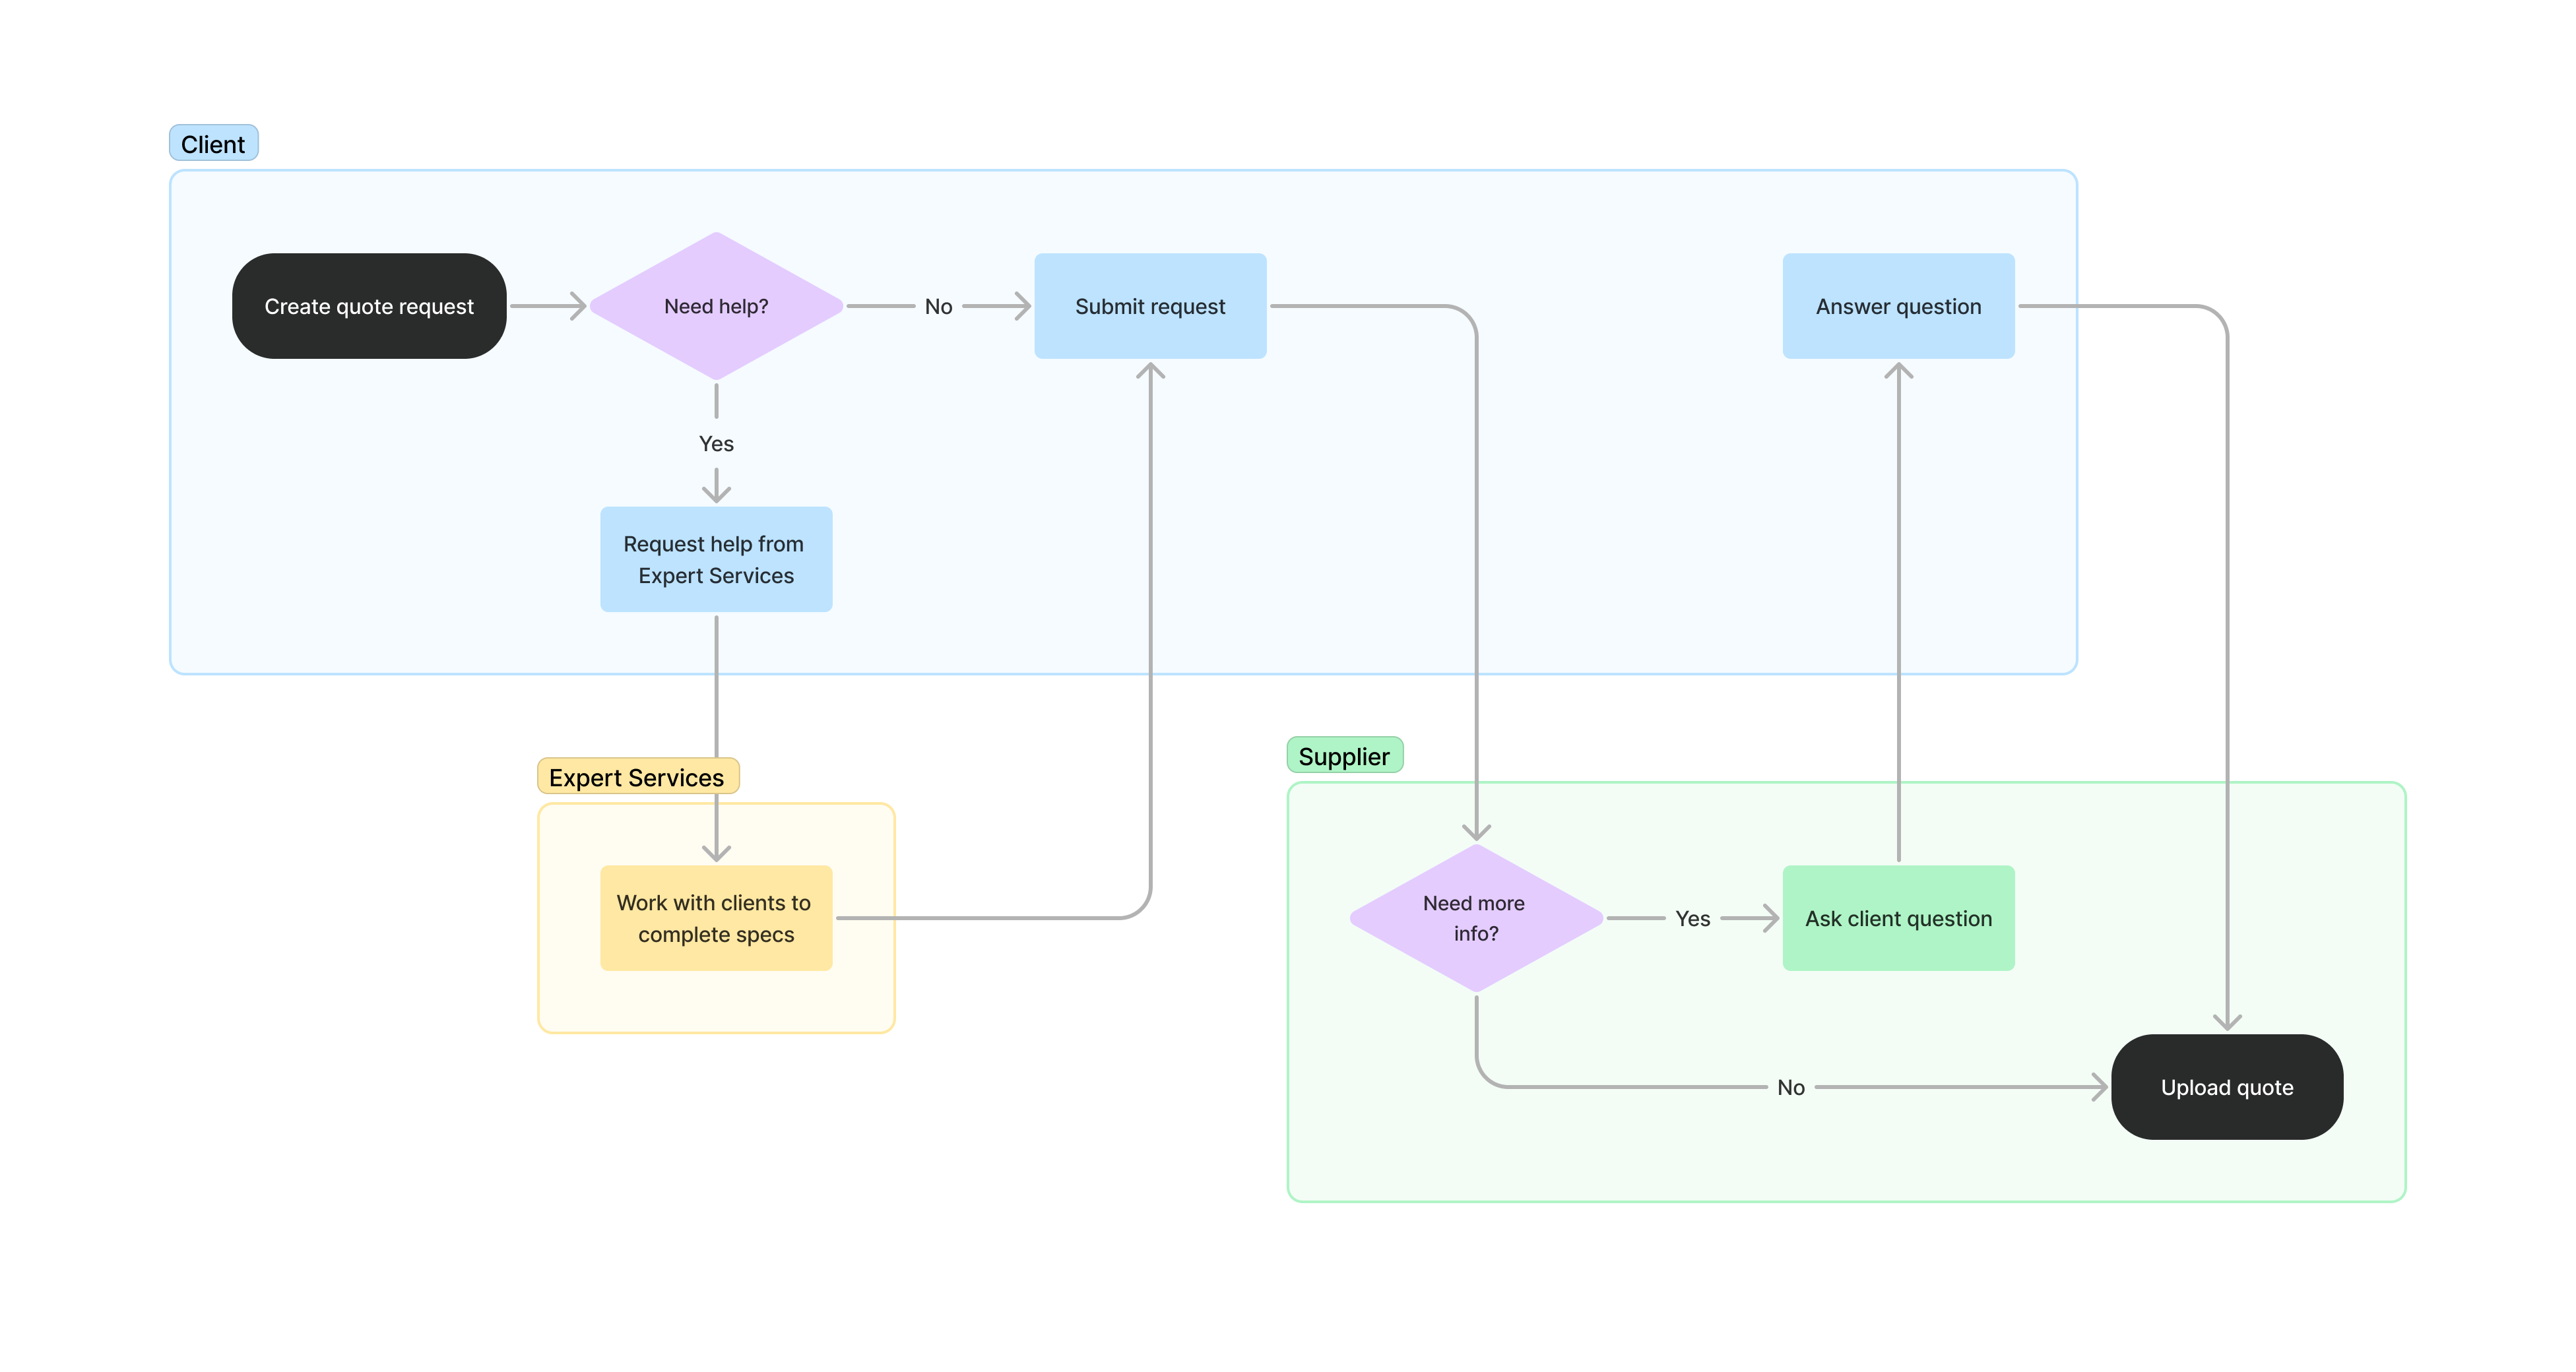 Client
Create quote request
Need help?
No
Submit request
Answer question
Yes
Request help from
Expert Services
Expert Services
Work with clients to
complete specs
Supplier
Need more
info?
Yes
Ask client question
No
Upload quote